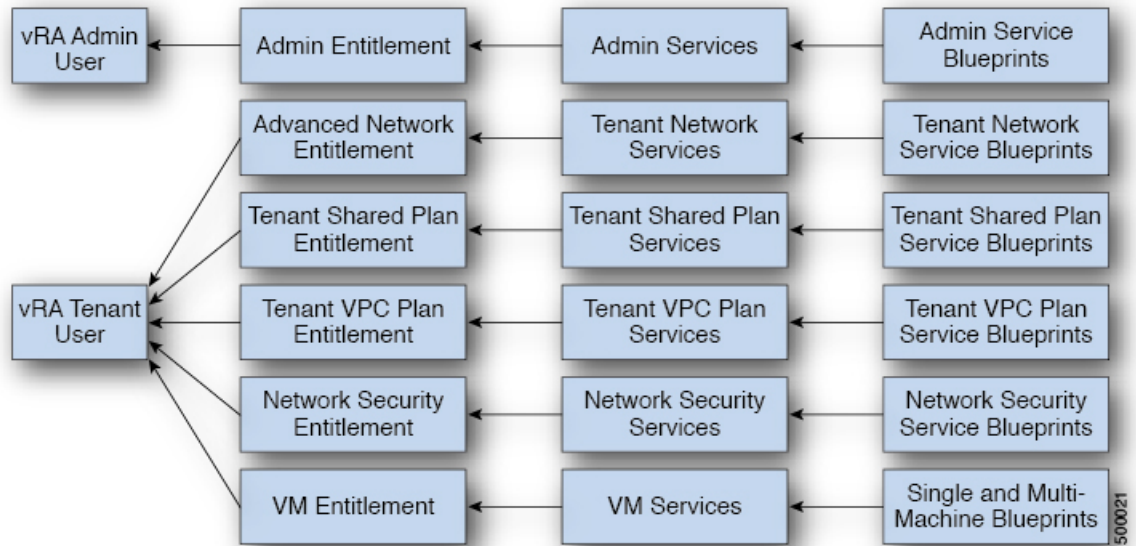 vRA Admin
User
Admin Entitlement
Admin Services
Admin Service
Blueprints
Advanced Network
Entitlement
Tenant Network
Services
Tenant Network
Service Blueprints
Tenant Shared Plan
Entitlement
Tenant Shared Plan
Services
Tenant Shared Plan
Service Blueprints
vRA Tenant
User
Tenant VPC Plan
Entitlement
Tenant VPC Plan
Services
Tenant VPC Plan
Service Blueprints
Network Security
Entitlement
Network Security
Services
Network Security
Service Blueprints
VM Entitlement
VM Services
Single and Multi-
Machine Blueprints
500021